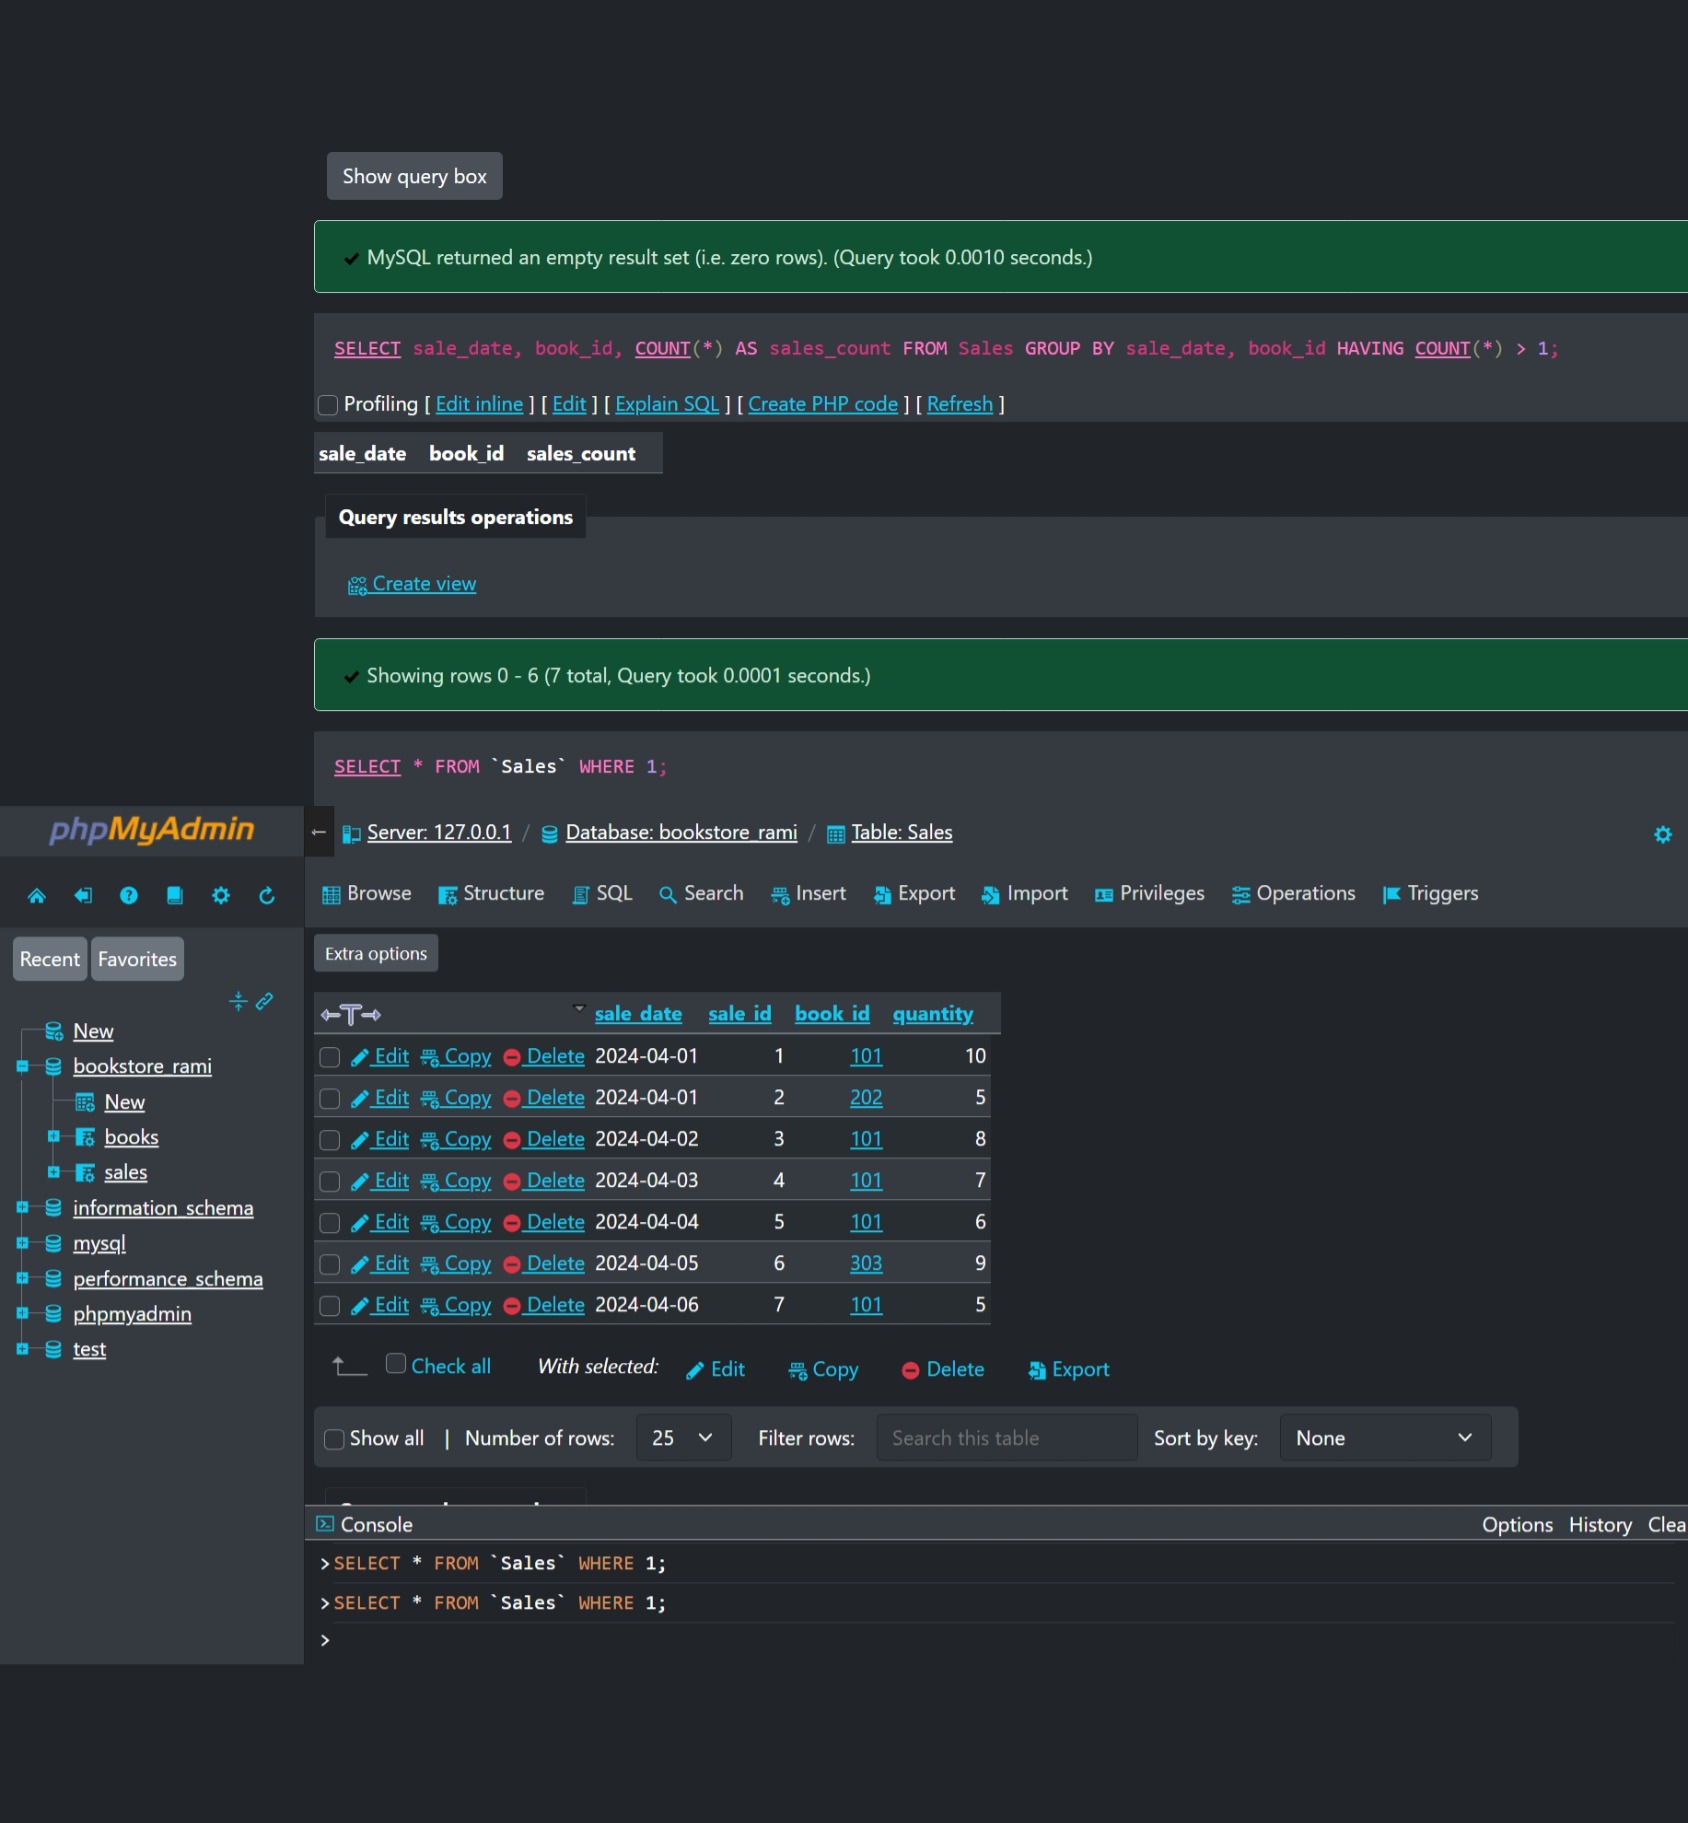 Show query box
MySQL returned an empty result set (i.e. zero rows). (Query took 0.0010 seconds.)
SELECT sale_date, book_id, COUNT(*) AS sales_count FROM Sales GROUP BY sale_date, book_id HAVING COUNT(*) > 1;
Profiling [ Edit inline ] [ Edit ] [ Explain SQL ] [ Create PHP code ] [ Refresh ]
sale_date book_id sales_count
Query results operations
Create view
Showing rows 0 - 6 (7 total, Query took 0.0001 seconds.)
SELECT * FROM `Sales` WHERE 1;
phpMyAdmin
Server: 127.0.0.1 / Database: bookstore_rami / Table: Sales
Browse Structure SQL Search Insert Export Import Privileges Operations Triggers
Recent Favorites
New
bookstore_rami
New
books
sales
information_schema
mysql
performance_schema
phpmyadmin
test
Extra options
sale_date sale_id book_id quantity
Edit Copy Delete 2024-04-01 1 101 10
Edit Copy Delete 2024-04-01 2 202 5
Edit Copy Delete 2024-04-02 3 101 8
Edit Copy Delete 2024-04-03 4 101 7
Edit Copy Delete 2024-04-04 5 101 6
Edit Copy Delete 2024-04-05 6 303 9
Edit Copy Delete 2024-04-06 7 101 5
Check all With selected: Edit Copy Delete Export
Show all | Number of rows: 25 Filter rows: Search this table Sort by key: None
Console Options History Clea
>SELECT * FROM `Sales` WHERE 1;
>SELECT * FROM `Sales` WHERE 1;
>